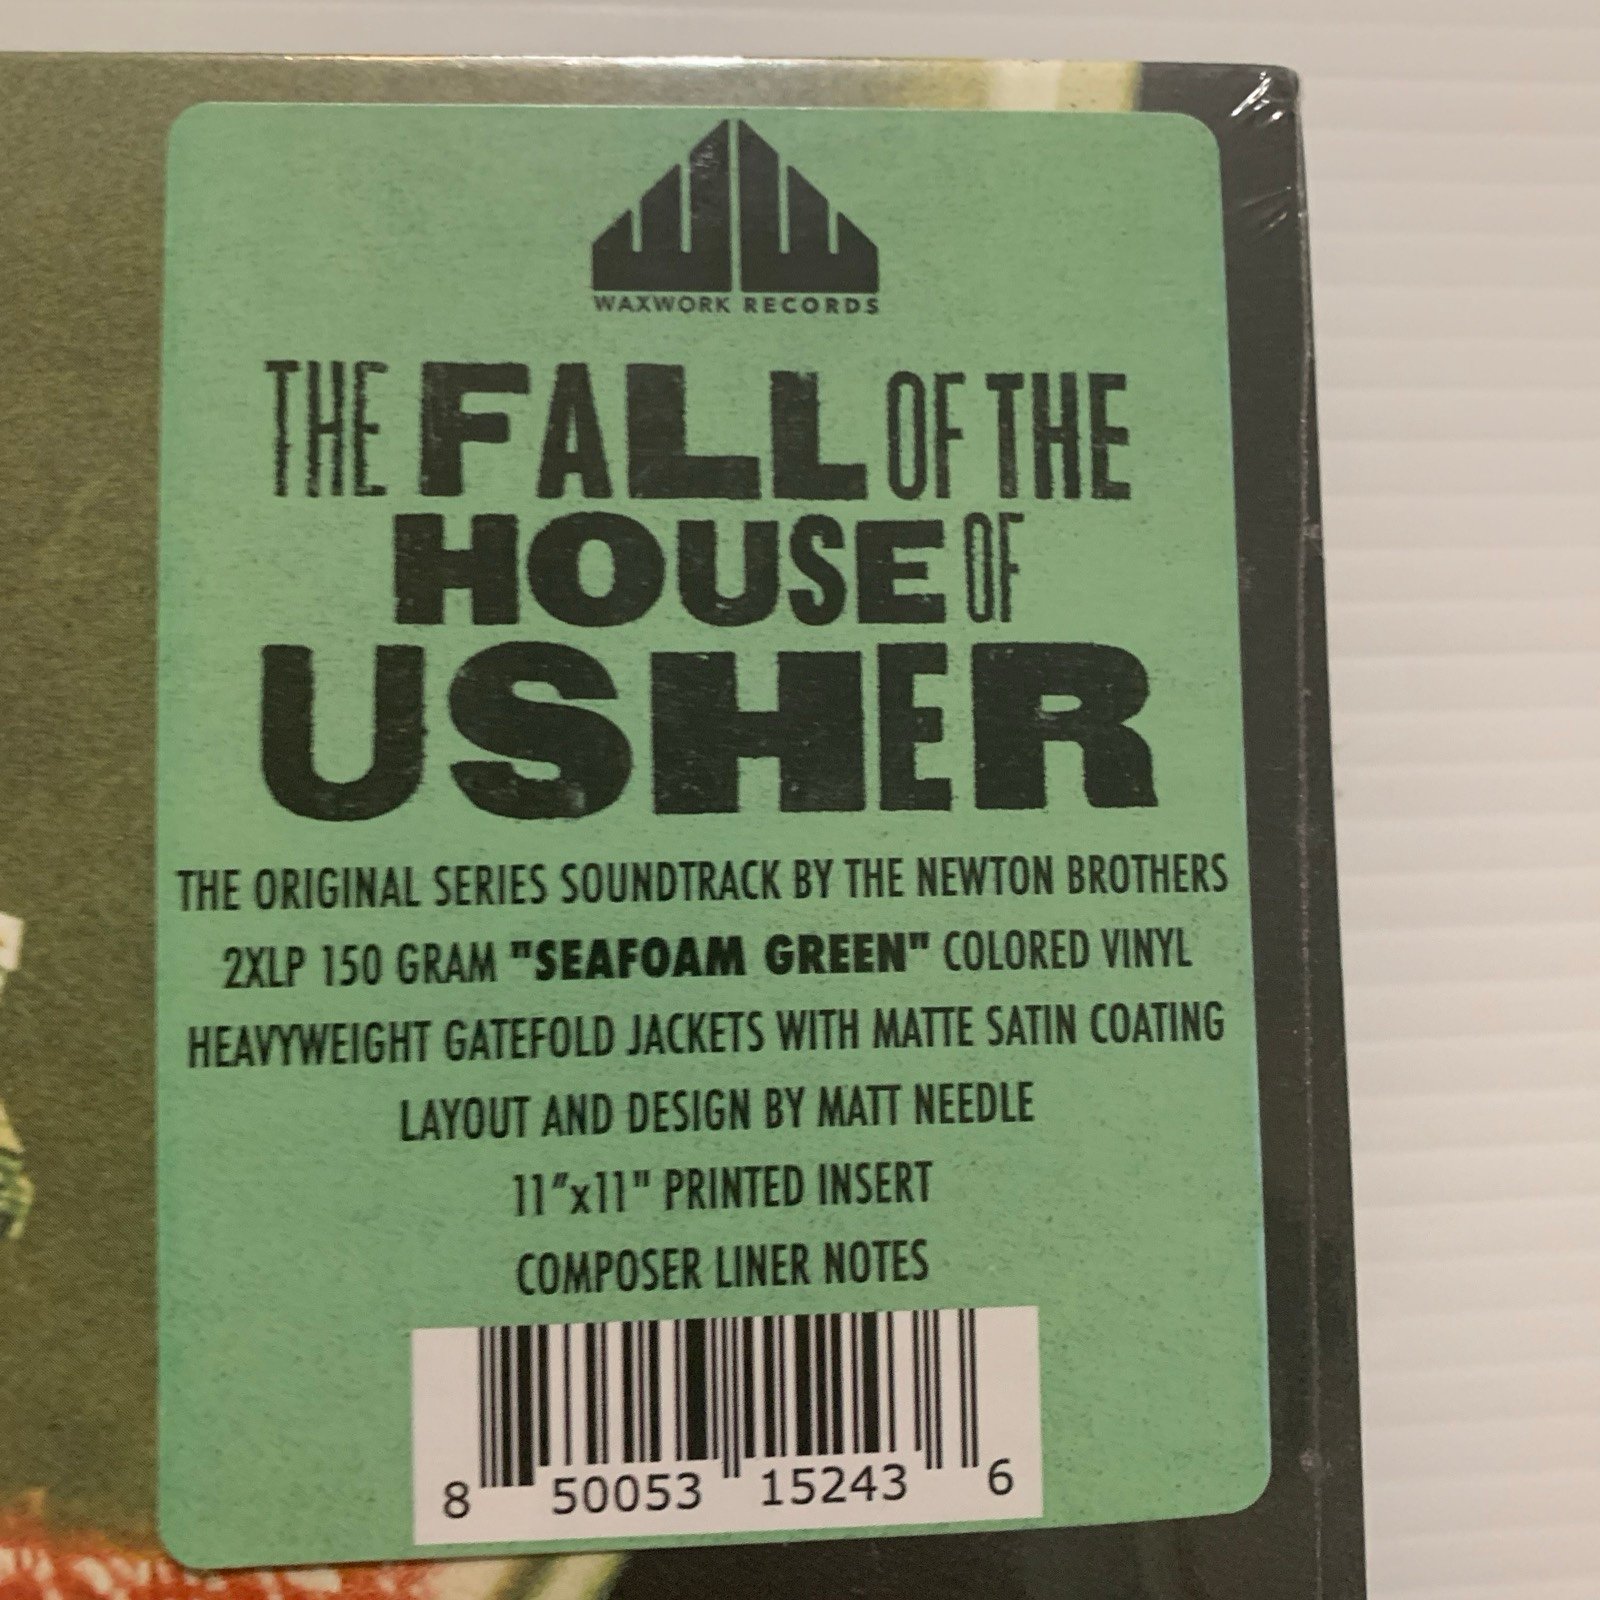 WAXWORK RECORDS
THE FALL OF THE
HOUSE OF
USHER
THE ORIGINAL SERIES SOUNDTRACK BY THE NEWTON BROTHERS
2XLP 150 GRAM "SEAFOAM GREEN" COLORED VINYL
HEAVYWEIGHT GATEFOLD JACKETS WITH MATTE SATIN COATING
LAYOUT AND DESIGN BY MATT NEEDLE
11"x11" PRINTED INSERT
COMPOSER LINER NOTES
8 50053 15243 6